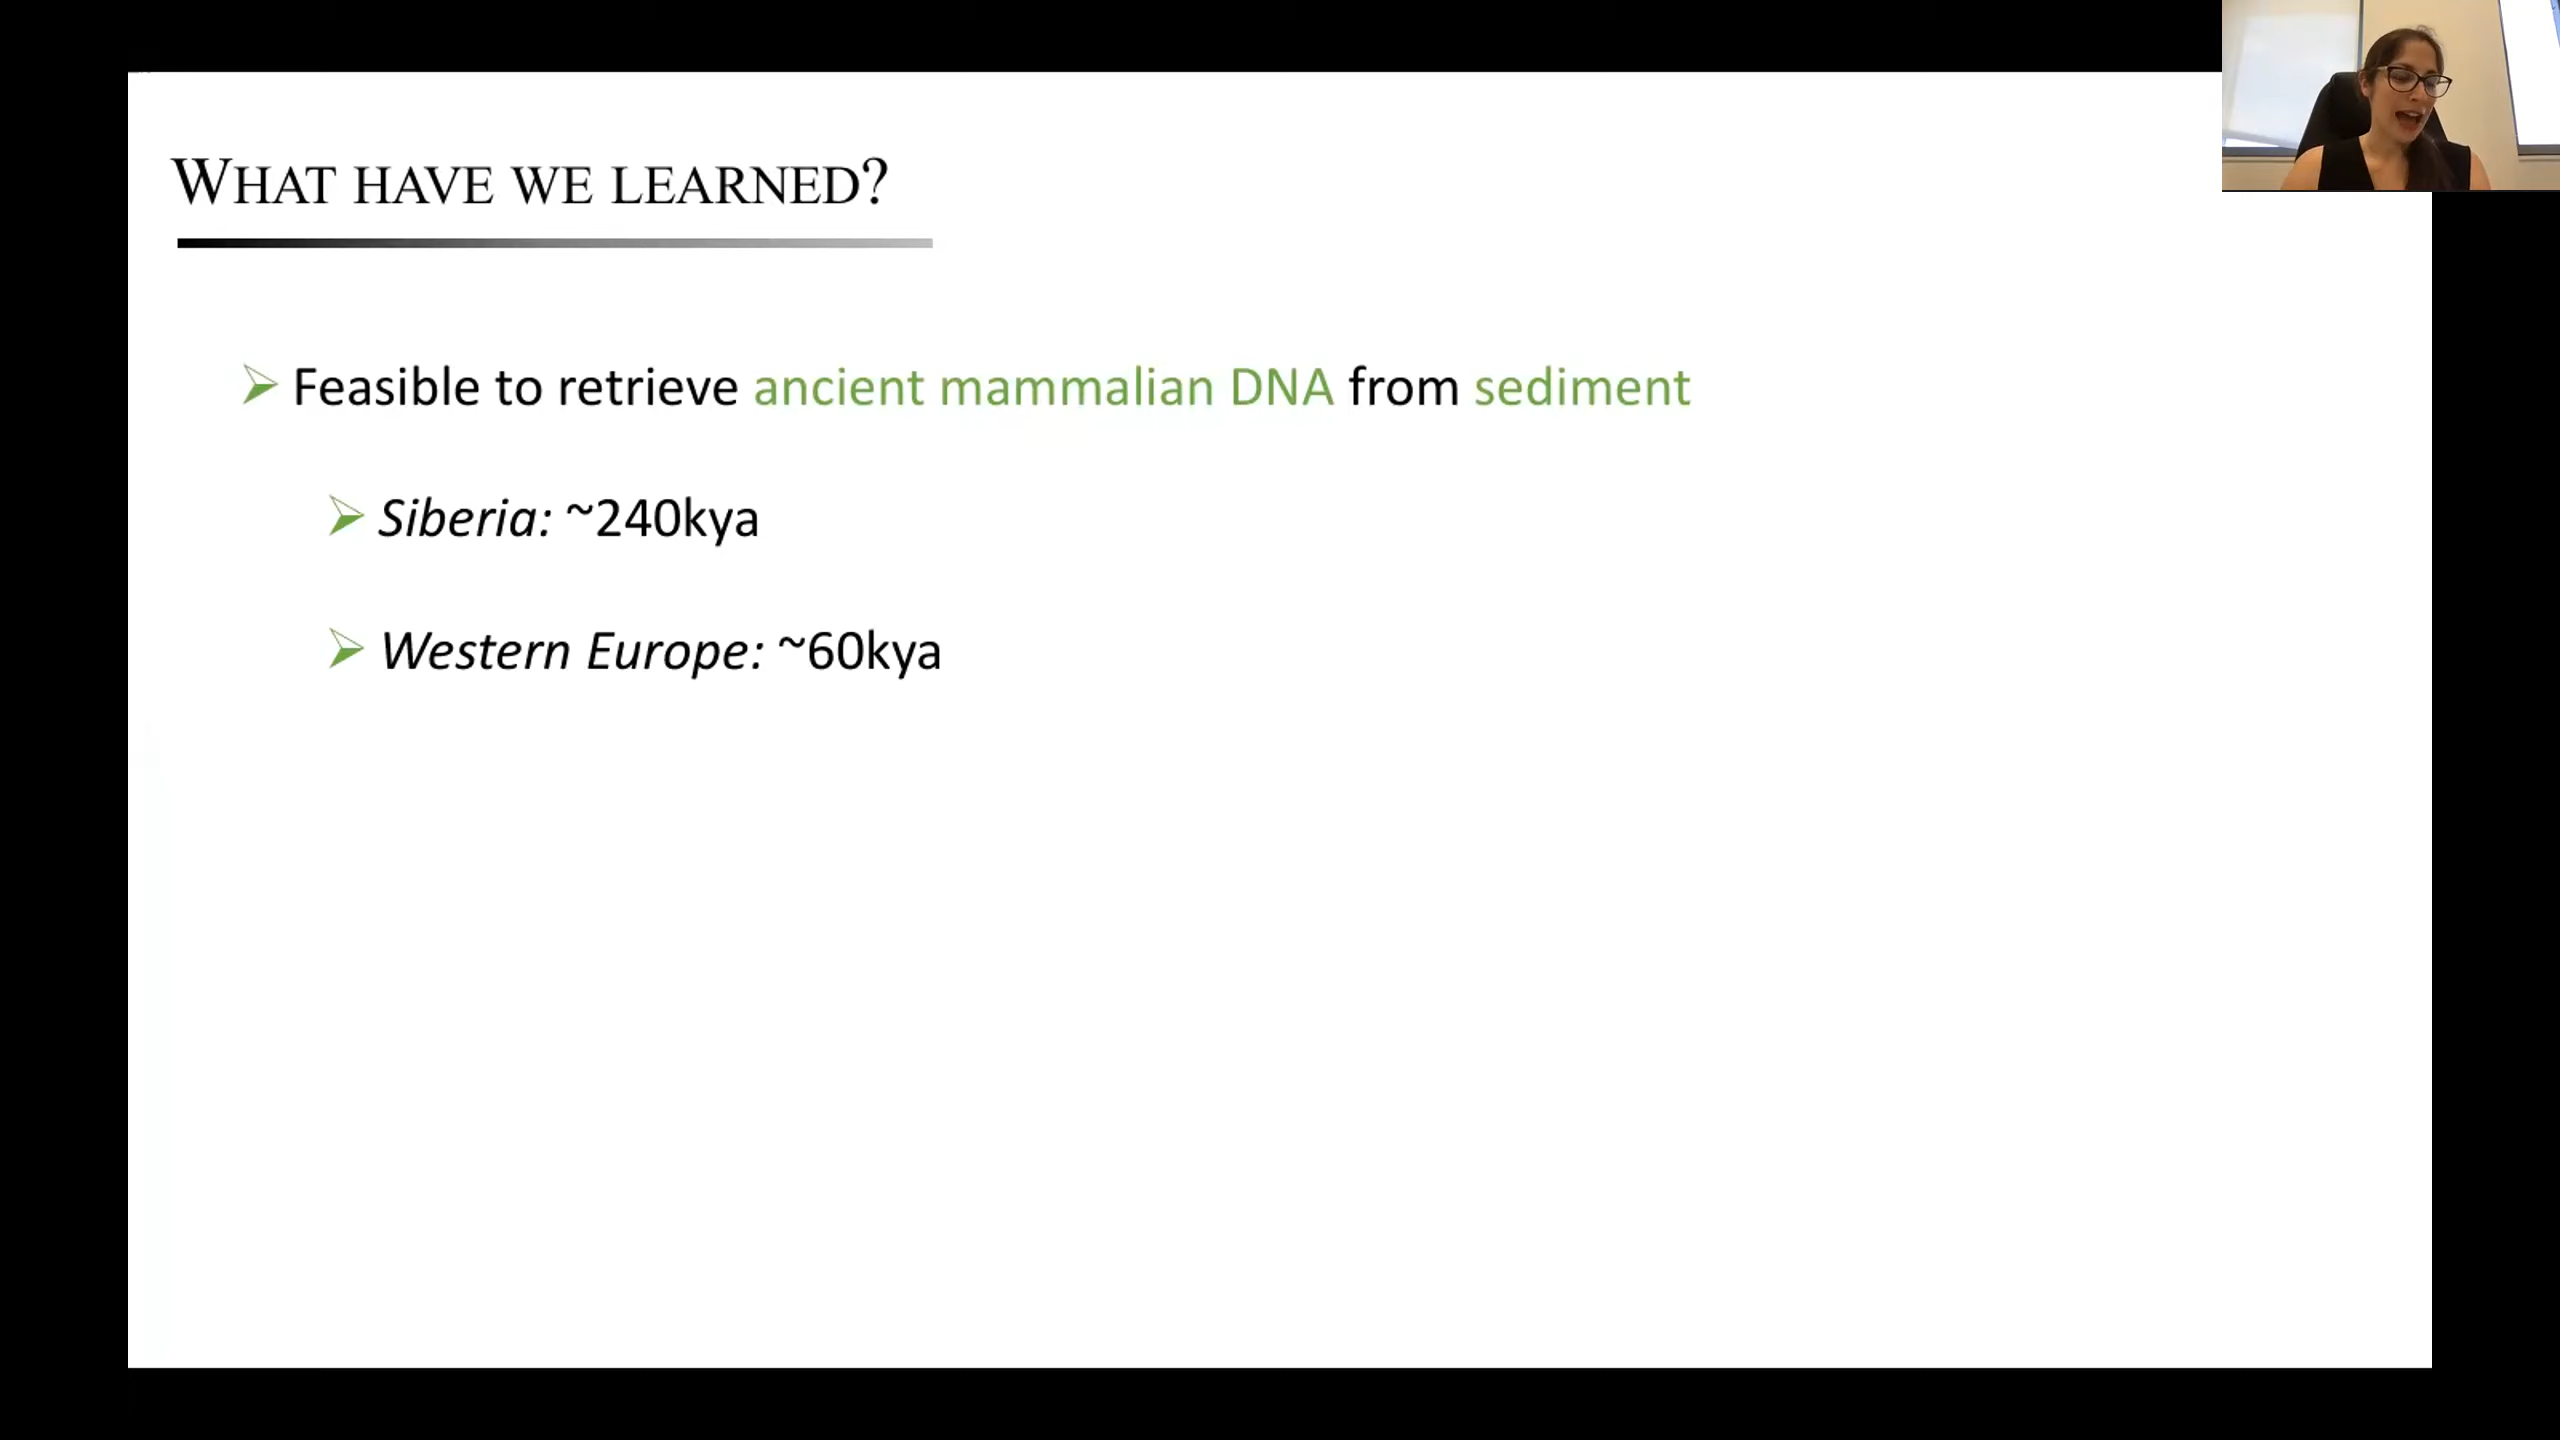 WHAT HAVE WE LEARNED?
Feasible to retrieve ancient mammalian DNA from sediment
Siberia: ~240kya
Western Europe: ~60kya